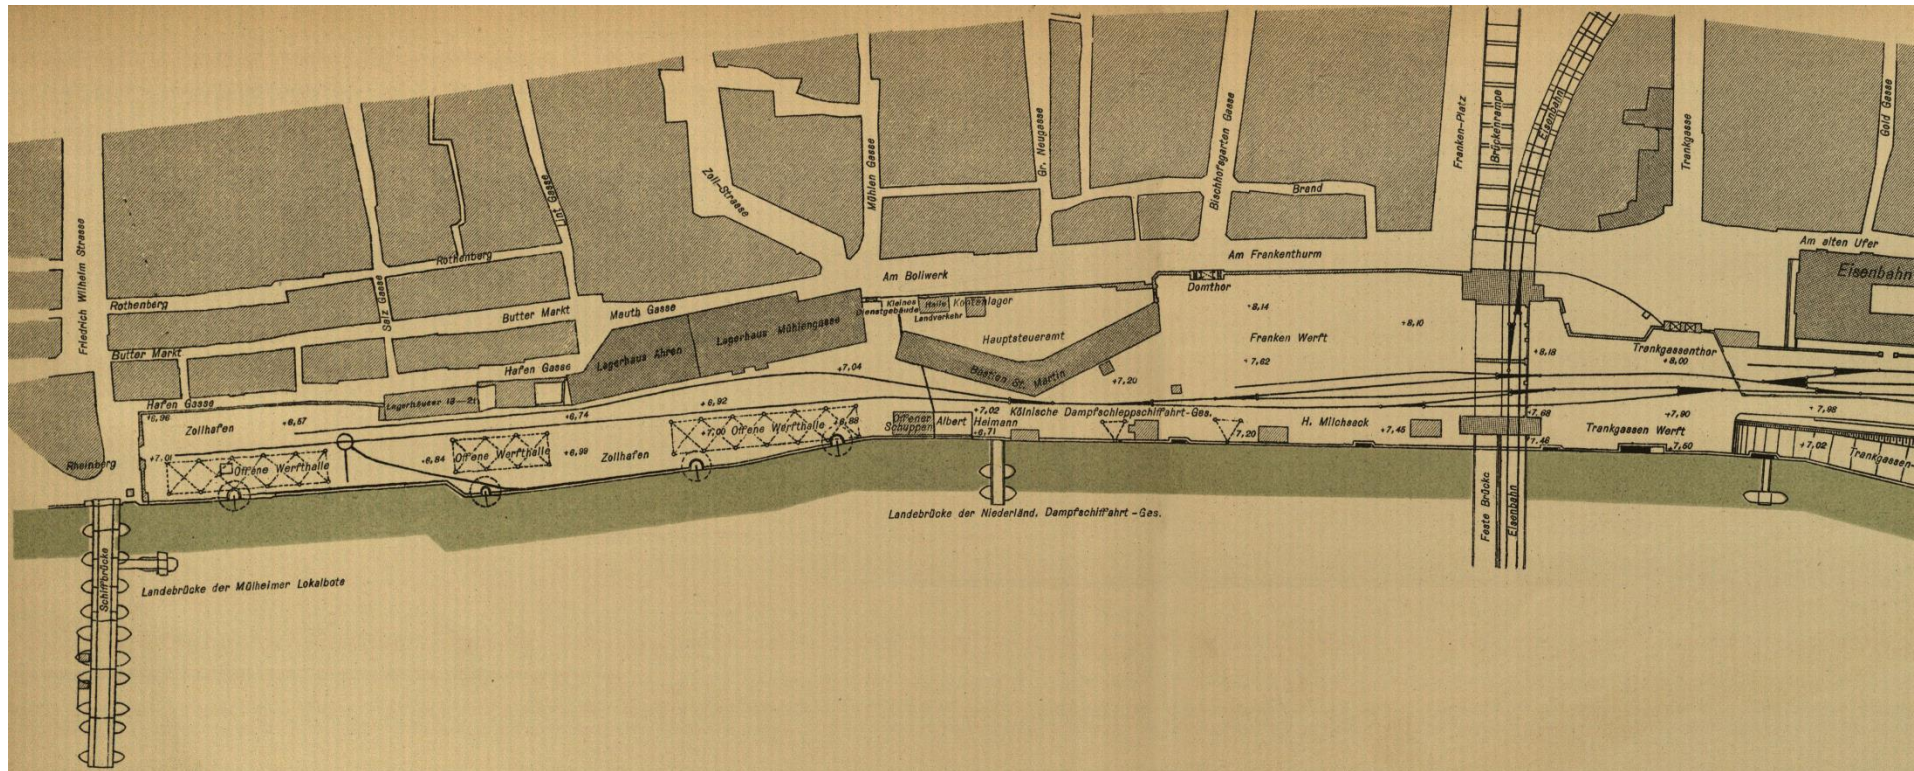 Friedrich Wilhelm Strasse
Rothenberg
Rothenberg
Butter Markt
Butter Markt
Salz Gasse
Lint Gasse
Mauth Gasse
Hafen Gasse
Hafen Gasse
Zoll-Strasse
Mühlen Gasse
Gr. Neugasse
Bischofsgarten Gasse
Brand
Franken-Platz
Brückenrampe
Eisenbahn
Trankgasse
Gold Gasse
Am alten Ufer
Eisenbahn
Am Bollwerk
Am Frankenthurm
Domthor
Kleines
Dienstgebäude
Halle
Landverkehr
Kostenlager
Lagerhaus Ahren
Lagerhaus Mühlengasse
Lagerhäuser 18-21
Hauptsteueramt
Bastion St. Martin
Franken Werft
+8,14
+8,10
+7,62
+8,18
Trankgassenthor
+8,00
+7,04
+7,20
+6,96
Zollhafen
+6,57
+6,74
+6,92
+7,01
Offene Werfthalle
+6,84
Offene Werfthalle
+6,99
Zollhafen
+7,00
Offene Werfthalle
+6,88
Offener
Schuppen
Albert
Heimann
+7,02
+6,71
Kölnische Dampfschleppschiffahrt-Ges.
7,20
H. Milchsack
+7,45
+7,68
+7,46
+7,90
Trankgassen Werft
+7,60
+7,98
+7,02
Trankgassen-
Rheinberg
Schiffbrücke
Landebrücke der Mülheimer Lokalbote
Landebrücke der Niederländ. Dampfschiffahrt-Ges.
Feste Brücke
Eisenbahn